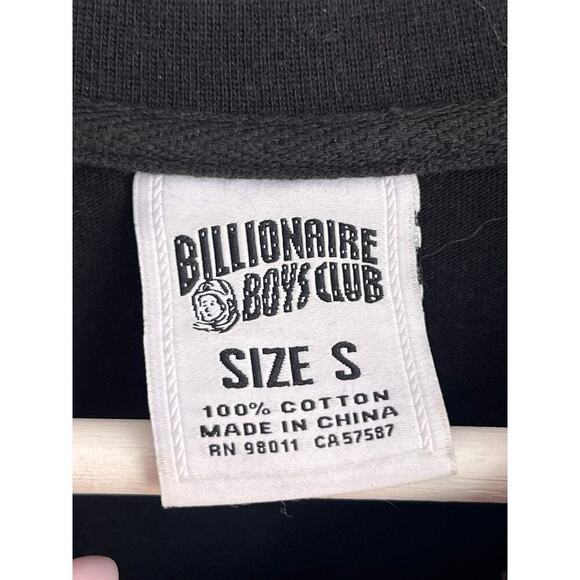 BILLIONAIRE
BOYS CLUB
SIZE S
100% COTTON
MADE IN CHINA
RN 98011 CA57587